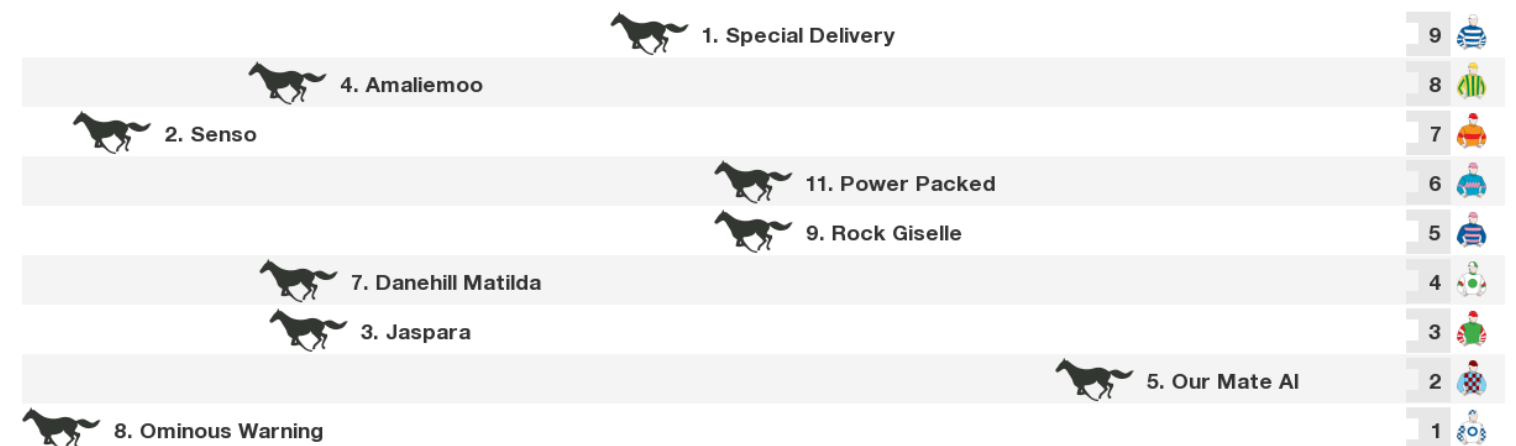 1. Special Delivery 9
4. Amaliemoo 8
2. Senso 7
11. Power Packed 6
9. Rock Giselle 5
7. Danehill Matilda 4
3. Jaspara 3
5. Our Mate Al 2
8. Ominous Warning 1